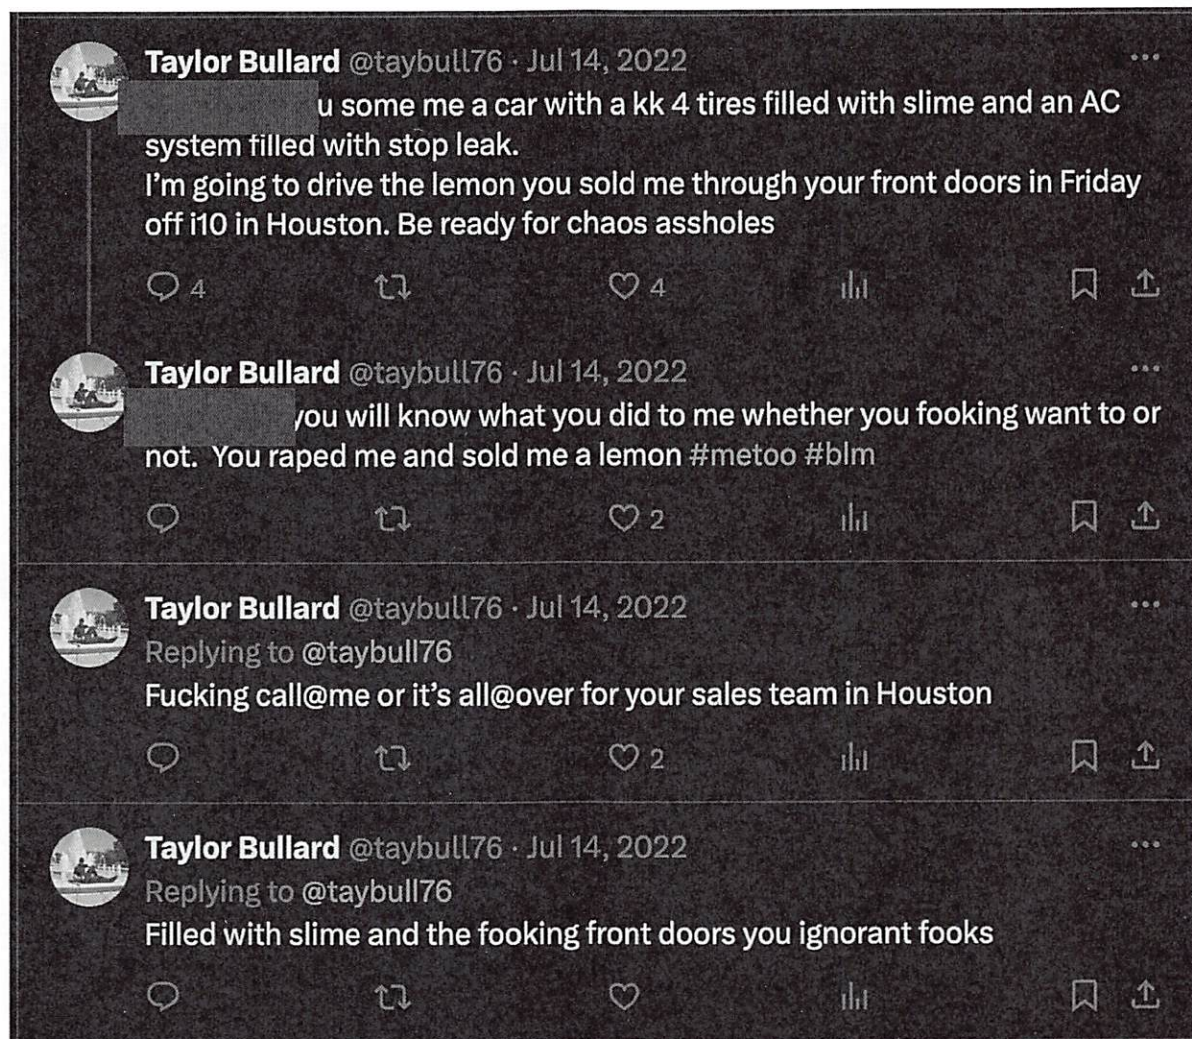 Taylor Bullard @taybull76 · Jul 14, 2022
u some me a car with a kk 4 tires filled with slime and an AC
system filled with stop leak.
I'm going to drive the lemon you sold me through your front doors in Friday
off i10 in Houston. Be ready for chaos assholes
4 4
Taylor Bullard @taybull76 · Jul 14, 2022
you will know what you did to me whether you fooking want to or
not.  You raped me and sold me a lemon #metoo #blm
2
Taylor Bullard @taybull76 · Jul 14, 2022
Replying to @taybull76
Fucking call@me or it's all@over for your sales team in Houston
2
Taylor Bullard @taybull76 · Jul 14, 2022
Replying to @taybull76
Filled with slime and the fooking front doors you ignorant fooks